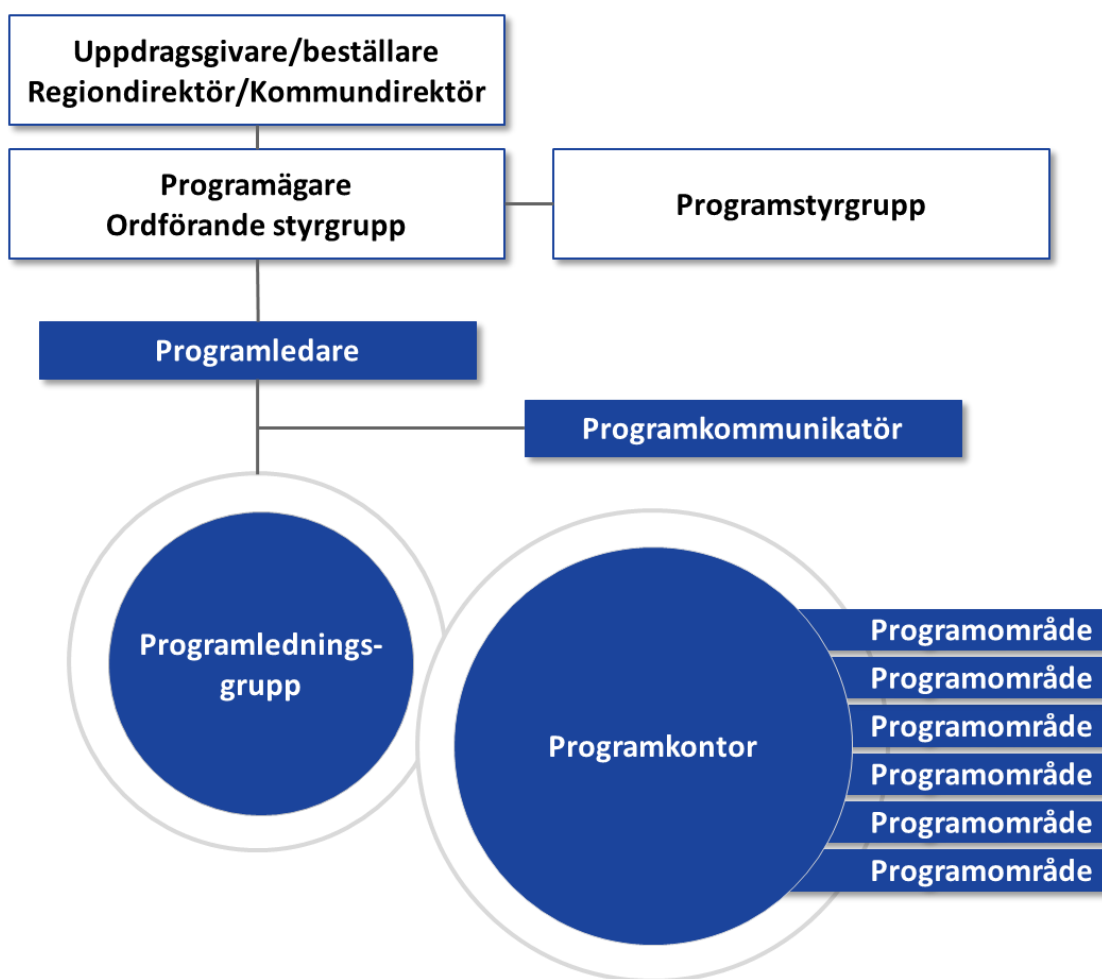 Uppdragsgivare/beställare
Regiondirektör/Kommundirektör
Programägare
Ordförande styrgrupp
Programstyrgrupp
Programledare
Programkommunikatör
Programlednings-
grupp
Programkontor
Programområde
Programområde
Programområde
Programområde
Programområde
Programområde